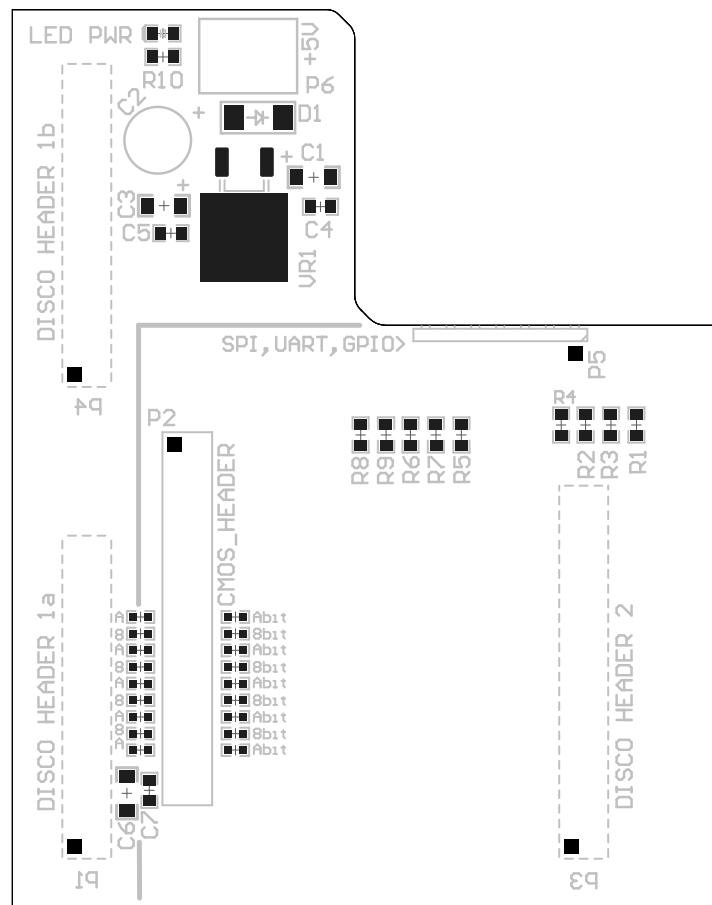 LED PWR
+5V
R10
P6
C2
+
D1
+
C1
DISCO HEADER 1b
+
C3
C4
C5
VR1
SPI,UART,GPIO>
P5
P4
R4
P2
R8
R9
R6
R7
R5
R2
R3
R1
CMOS_HEADER
DISCO HEADER 1a
DISCO HEADER 2
A
Abit
8
8bit
A
Abit
8
8bit
A
Abit
8
8bit
A
Abit
8
8bit
A
Abit
C6
C7
P1
P3